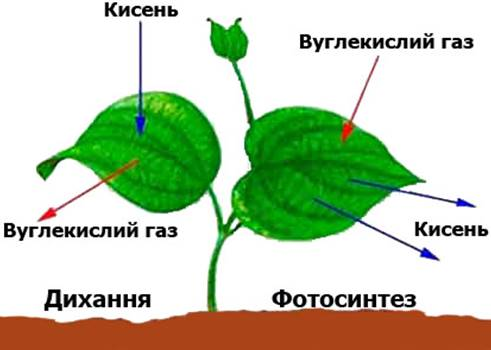 Кисень
Вуглекислий газ
Вуглекислий газ
Кисень
Дихання
Фотосинтез